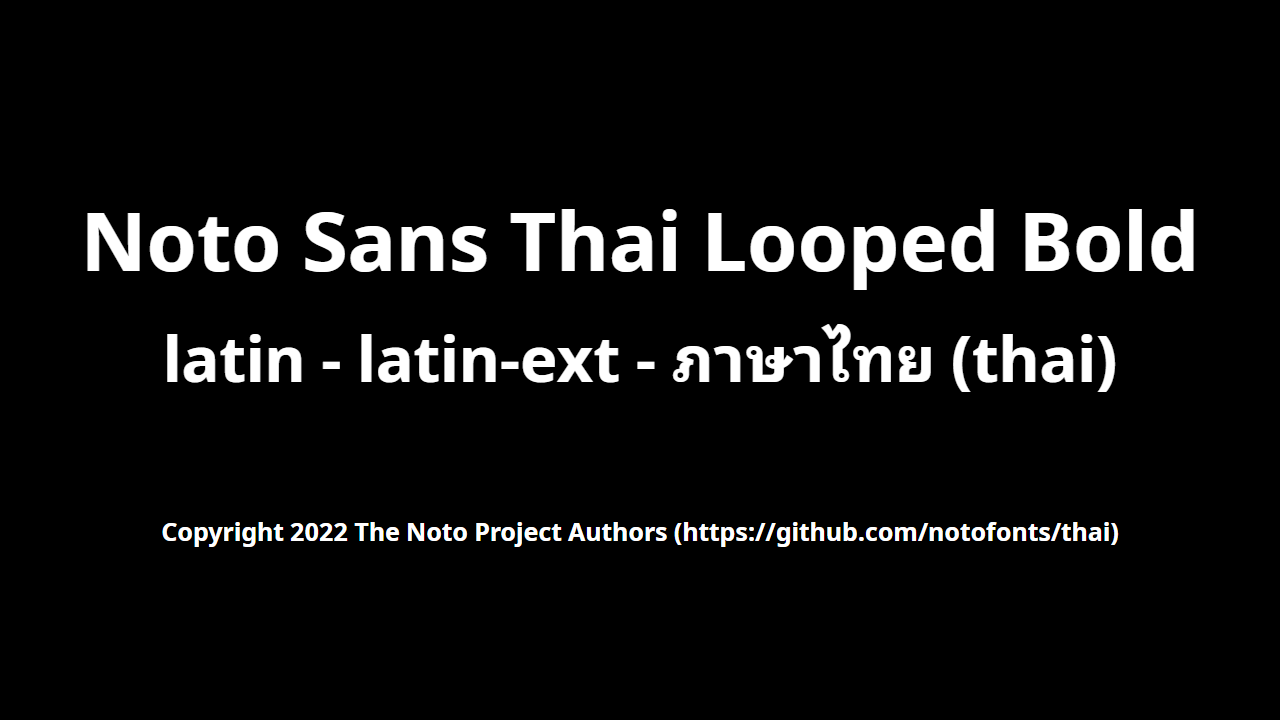 Noto Sans Thai Looped Bold
latin - latin-ext - ภาษาไทย (thai)
Copyright 2022 The Noto Project Authors (https://github.com/notofonts/thai)